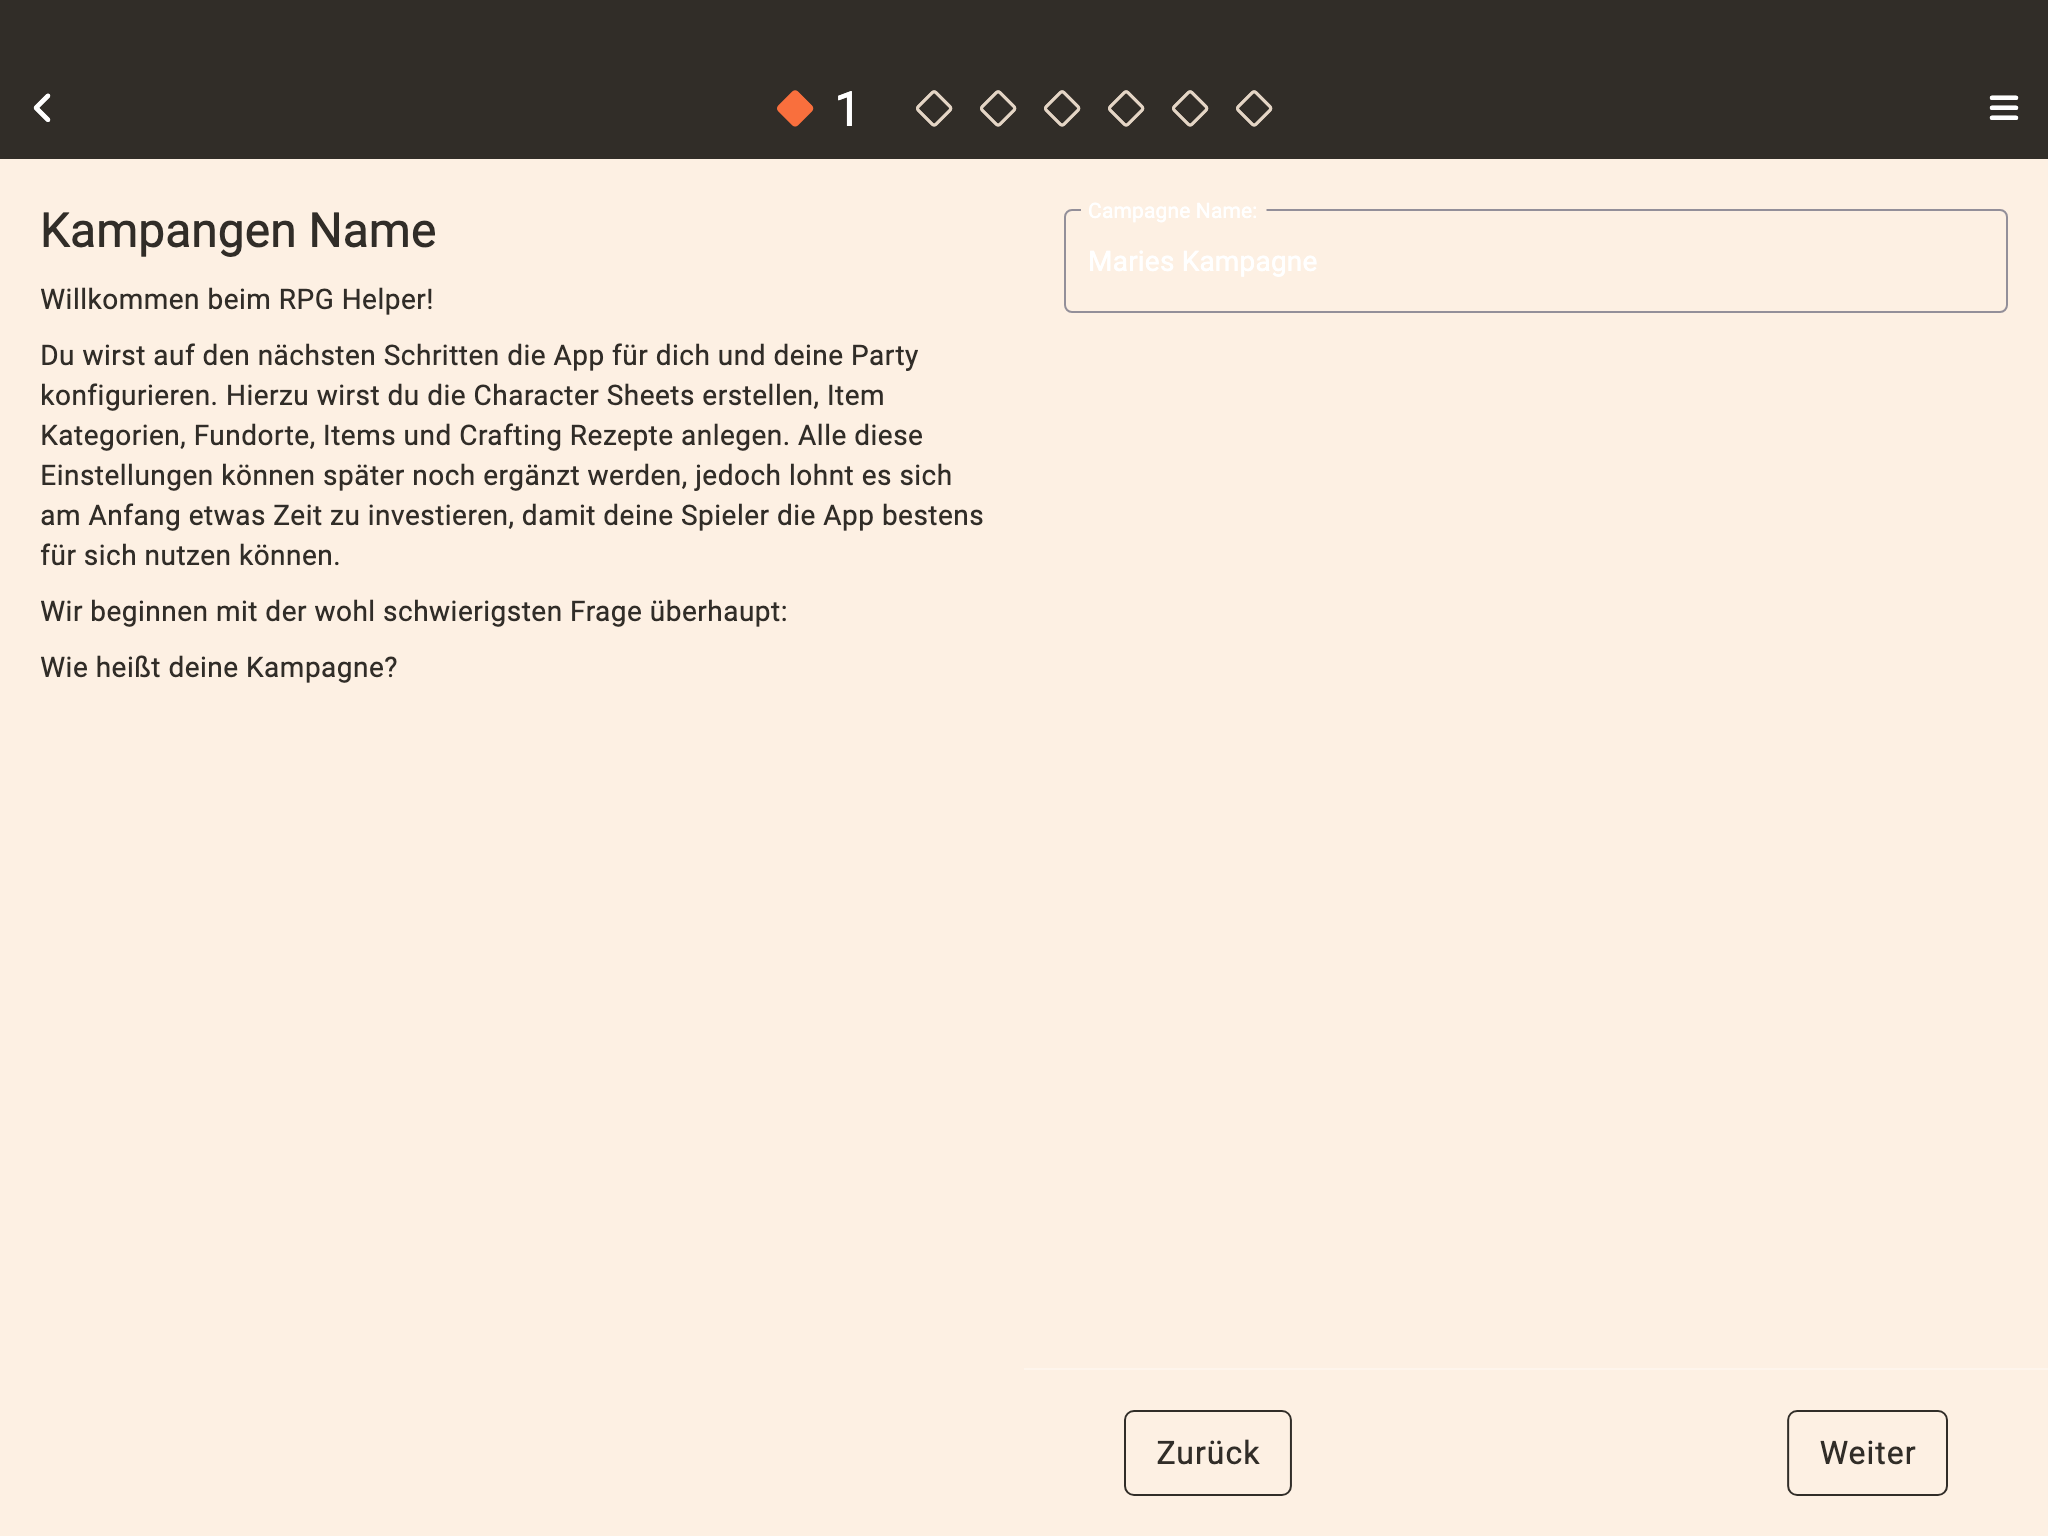 1
Kampangen Name
Willkommen beim RPG Helper!
Du wirst auf den nächsten Schritten die App für dich und deine Party
konfigurieren. Hierzu wirst du die Character Sheets erstellen, Item
Kategorien, Fundorte, Items und Crafting Rezepte anlegen. Alle diese
Einstellungen können später noch ergänzt werden, jedoch lohnt es sich
am Anfang etwas Zeit zu investieren, damit deine Spieler die App bestens
für sich nutzen können.
Wir beginnen mit der wohl schwierigsten Frage überhaupt:
Wie heißt deine Kampagne?
Campagne Name:
Maries Kampagne
Zurück
Weiter